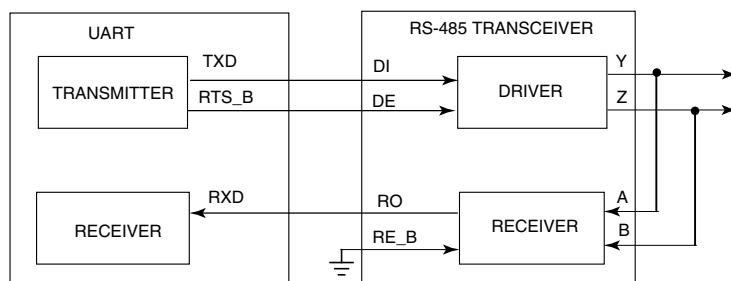 UART
RS-485 TRANSCEIVER
TXD
DI
Y
TRANSMITTER
DRIVER
RTS_B
DE
Z
RXD
RO
A
RECEIVER
RECEIVER
RE_B
B